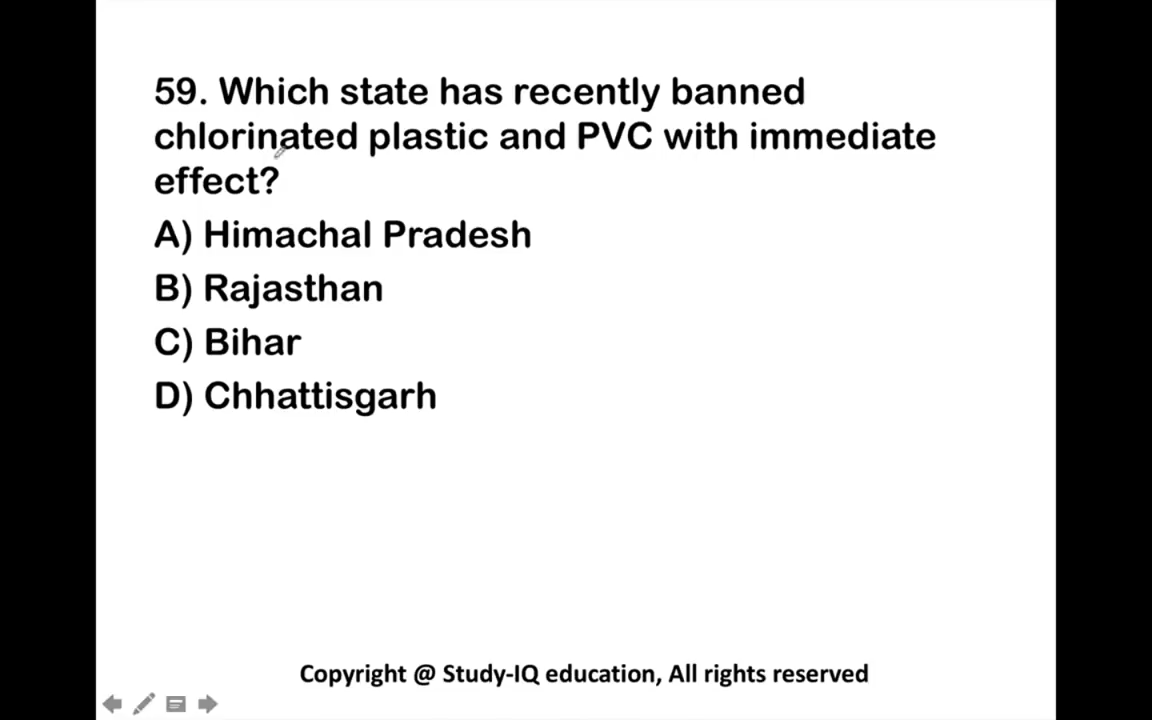 59. Which state has recently banned
chlorinated plastic and PVC with immediate
effect?
A) Himachal Pradesh
B) Rajasthan
C) Bihar
D) Chhattisgarh
Copyright @ Study-IQ education, All rights reserved